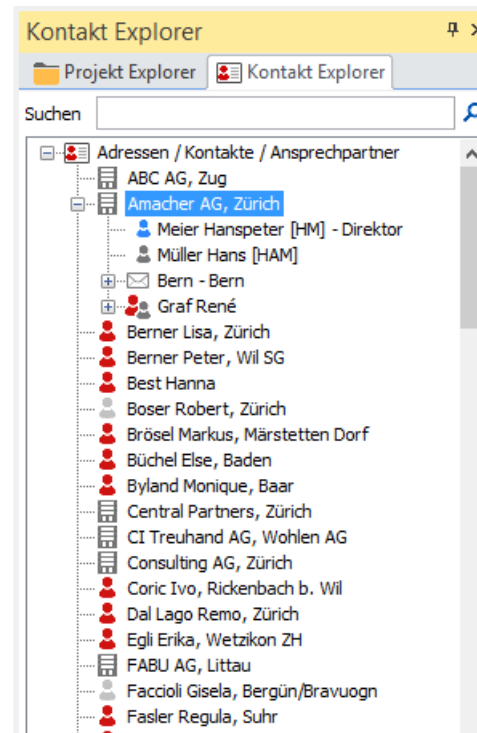 Kontakt Explorer
Projekt Explorer Kontakt Explorer
Suchen
Adressen / Kontakte / Ansprechpartner
ABC AG, Zug
Amacher AG, Zürich
Meier Hanspeter [HM] - Direktor
Müller Hans [HAM]
Bern - Bern
Graf René
Berner Lisa, Zürich
Berner Peter, Wil SG
Best Hanna
Boser Robert, Zürich
Brösel Markus, Märstetten Dorf
Büchel Else, Baden
Byland Monique, Baar
Central Partners, Zürich
CI Treuhand AG, Wohlen AG
Consulting AG, Zürich
Coric Ivo, Rickenbach b. Wil
Dal Lago Remo, Zürich
Egli Erika, Wetzikon ZH
FABU AG, Littau
Faccioli Gisela, Bergün/Bravuogn
Fasler Regula, Suhr